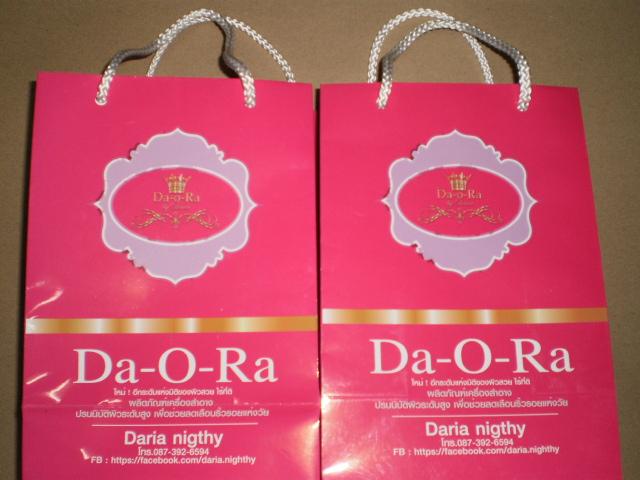 Da-o-Ra
Da-O-Ra
ใหม่ ! อีกระดับแห่งมิติของผิวสวย ไร้ที่ติ
ผลิตภัณฑ์เครื่องสำอาง
ปรนนิบัติผิวระดับสูง เพื่อช่วยลดเลือนริ้วรอยแห่งวัย
Daria nigthy
โทร.087-392-6594
FB : https://facebook.com/daria.nighthy
Da-o-Ra
Da-O-Ra
ใหม่ ! อีกระดับแห่งมิติของผิวสวย ไร้ที่ติ
ผลิตภัณฑ์เครื่องสำอาง
ปรนนิบัติผิวระดับสูง เพื่อช่วยลดเลือนริ้วรอยแห่งวัย
Daria nigthy
โทร.087-392-6594
FB : https://facebook.com/daria.nighthy